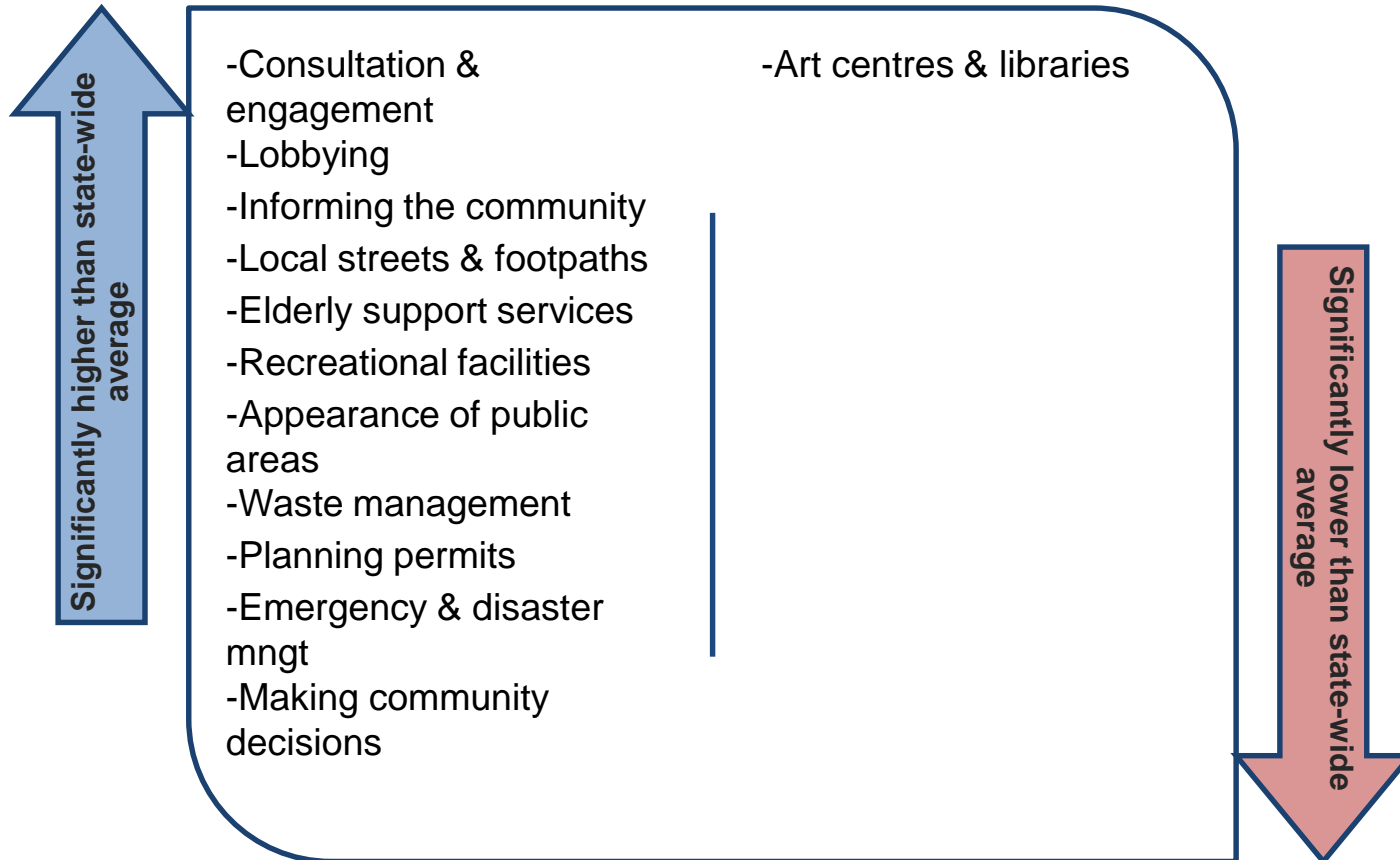 Significantly higher than state-wide
average
-Consultation &
engagement
-Lobbying
-Informing the community
-Local streets & footpaths
-Elderly support services
-Recreational facilities
-Appearance of public
areas
-Waste management
-Planning permits
-Emergency & disaster
mngt
-Making community
decisions
-Art centres & libraries
Significantly lower than state-wide
average